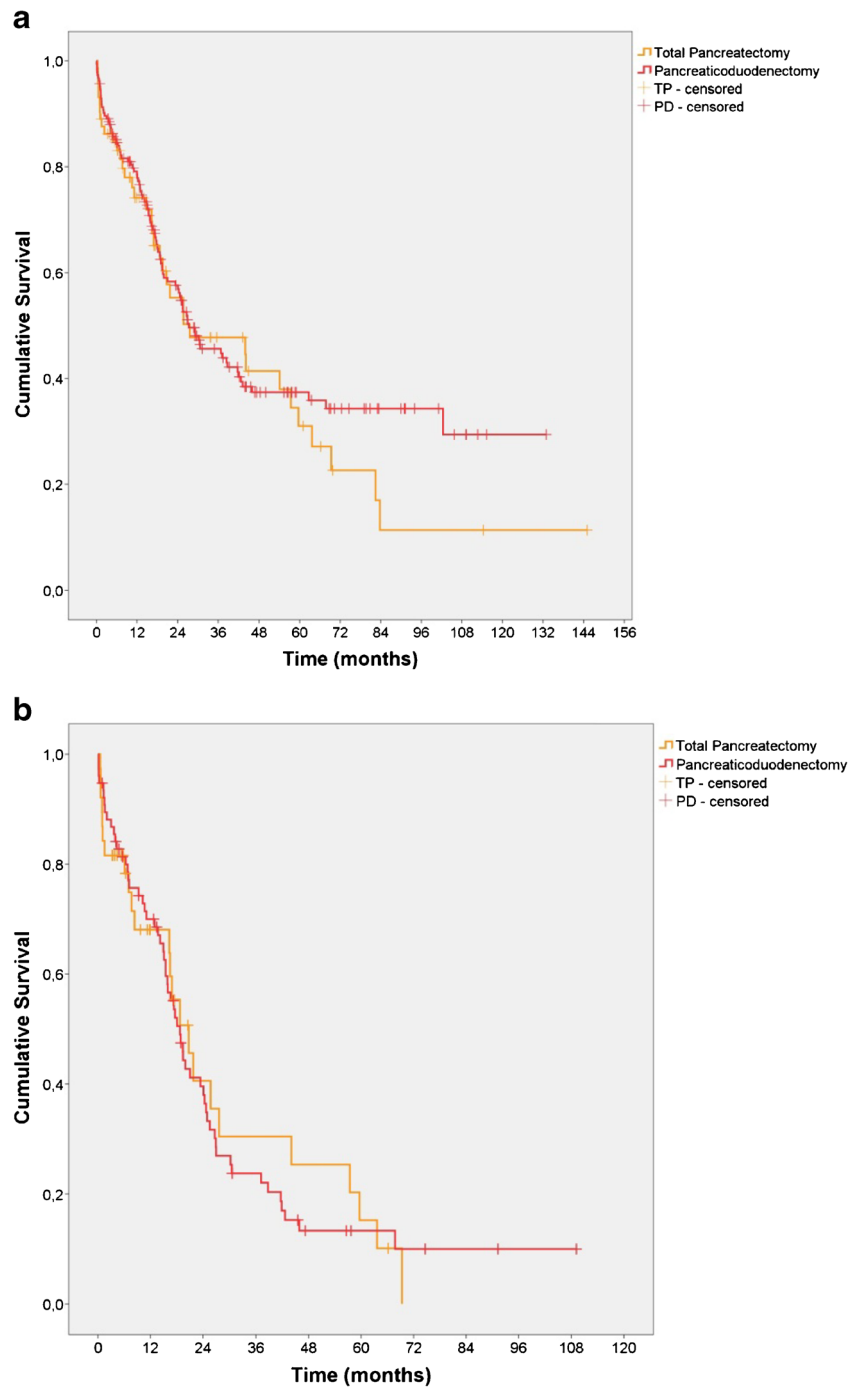 a
Total Pancreatectomy
Pancreaticoduodenectomy
TP - censored
PD - censored
1,0
0,8
0,6
0,4
0,2
0,0
Cumulative Survival
0 12 24 36 48 60 72 84 96 108 120 132 144 156
Time (months)
b
Total Pancreatectomy
Pancreaticoduodenectomy
TP - censored
PD - censored
1,0
0,8
0,6
0,4
0,2
0,0
Cumulative Survival
0 12 24 36 48 60 72 84 96 108 120
Time (months)